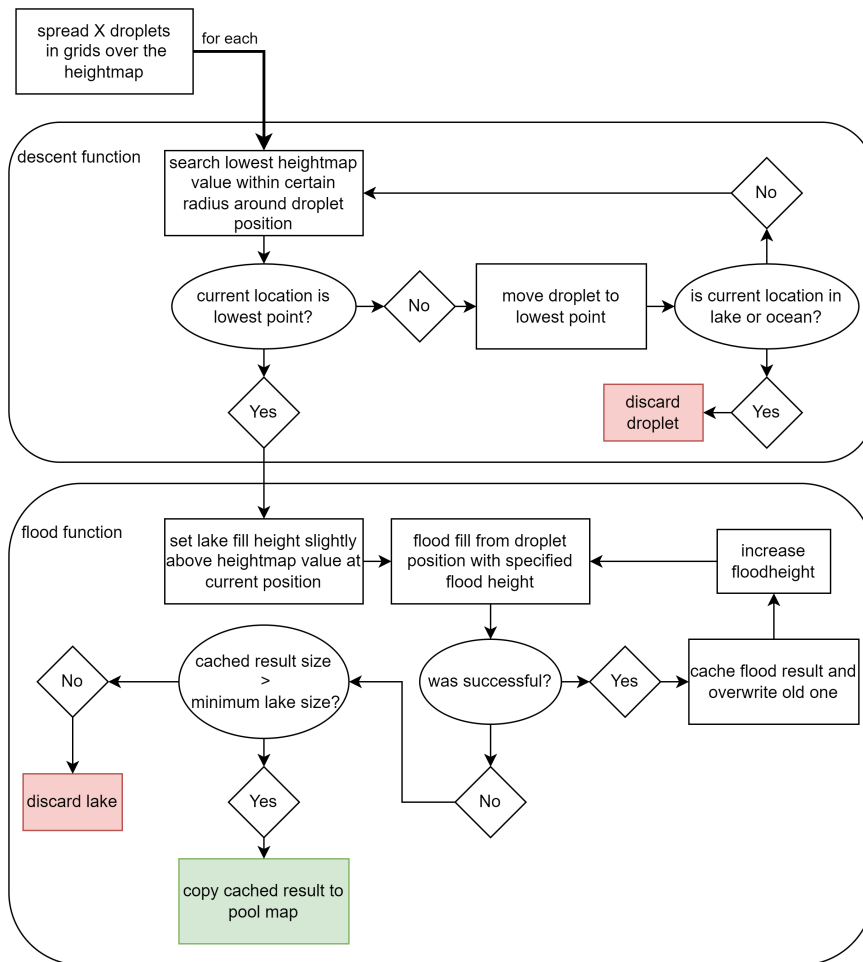 spread X droplets
in grids over the
heightmap
for each
descent function
search lowest heightmap
value within certain
radius around droplet
position
No
current location is
lowest point?
No
move droplet to
lowest point
is current location in
lake or ocean?
Yes
discard
droplet
Yes
flood function
set lake fill height slightly
above heightmap value at
current position
flood fill from droplet
position with specified
flood height
increase
floodheight
cached result size
>
minimum lake size?
was successful?
Yes
cache flood result and
overwrite old one
No
discard lake
Yes
No
copy cached result to
pool map